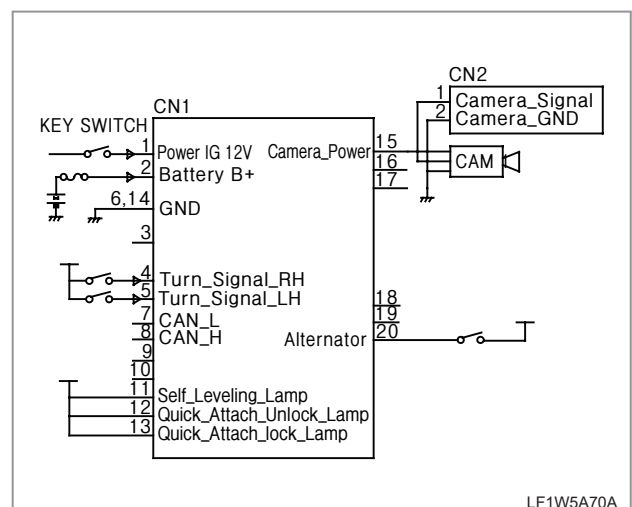 CN2
1 Camera_Signal
2 Camera_GND
CAM
CN1
KEY SWITCH
1 Power IG 12V
2 Battery B+
6,14 GND
3
4 Turn_Signal_RH
5 Turn_Signal_LH
7 CAN_L
8 CAN_H
9
10
11 Self_Leveling_Lamp
12 Quick_Attach_Unlock_Lamp
13 Quick_Attach_lock_Lamp
Camera_Power 15
16
17
18
19
Alternator 20
LF1W5A70A